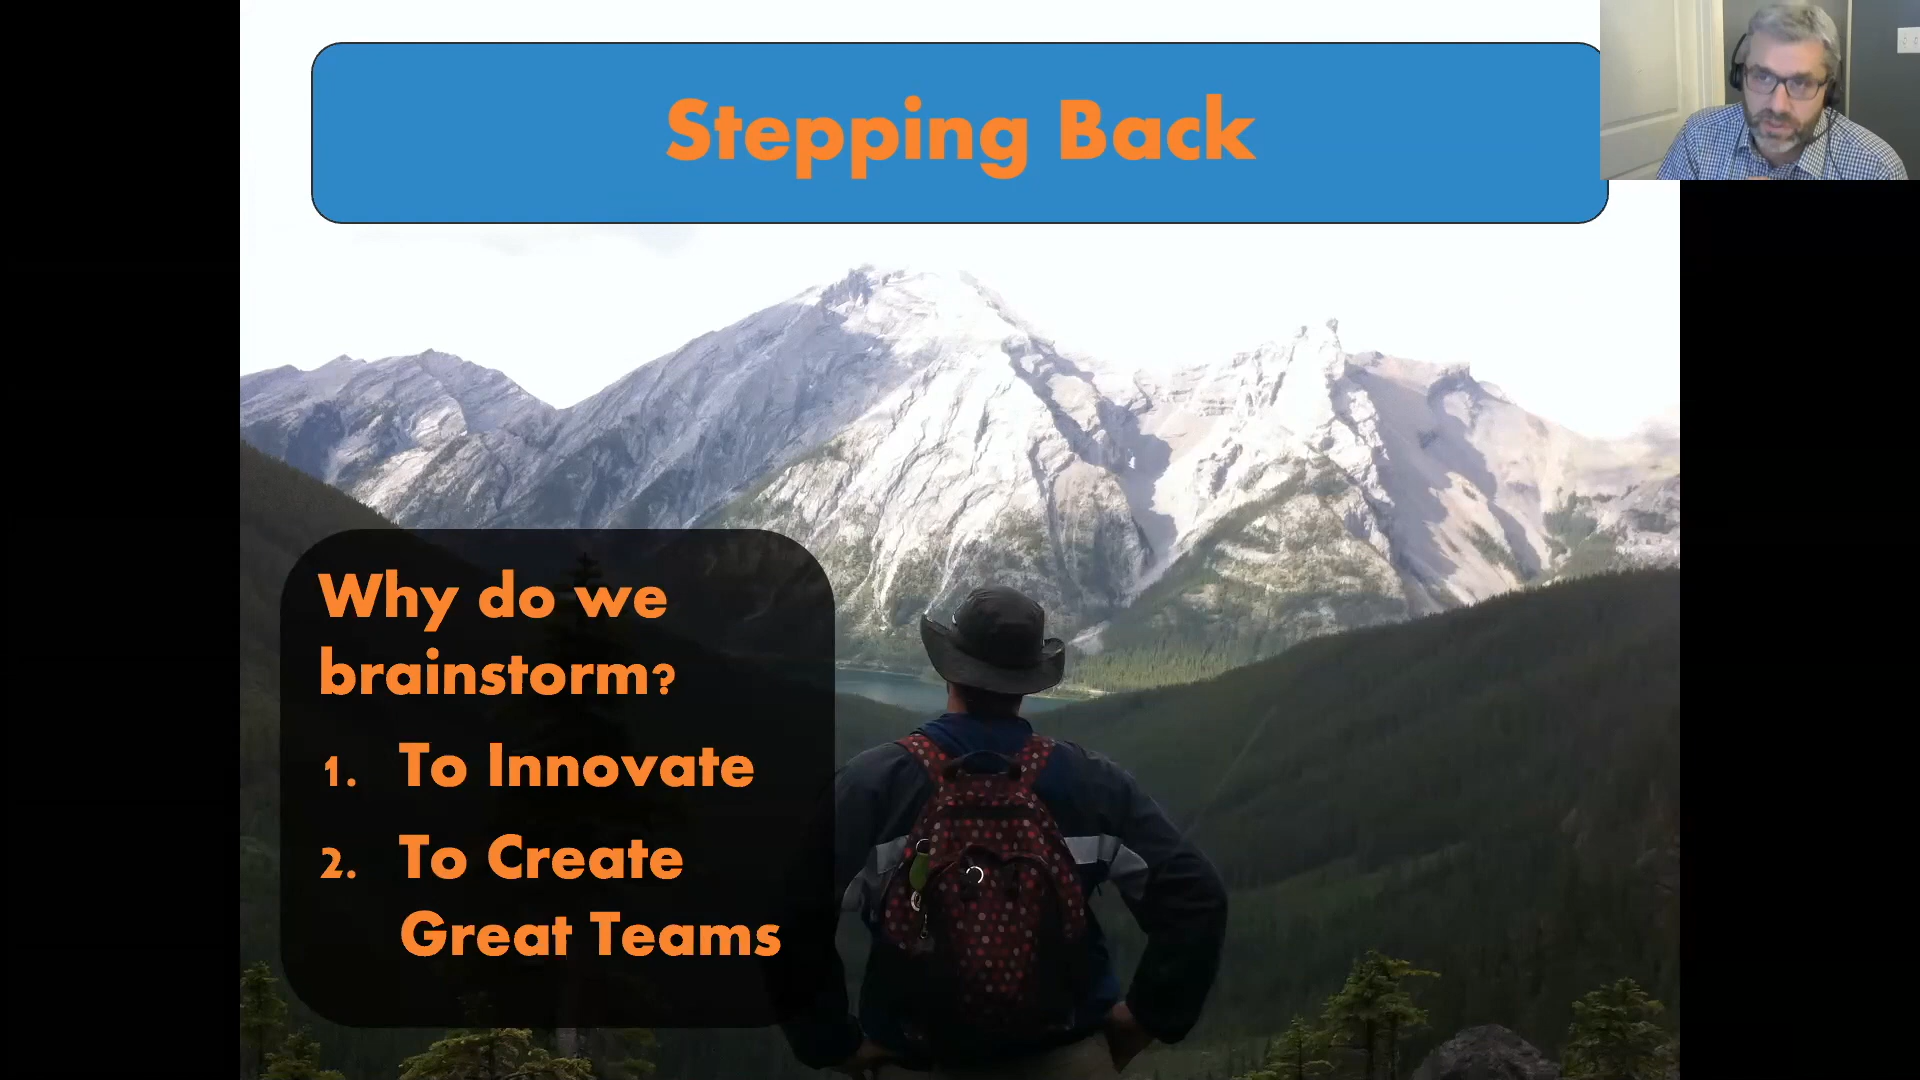 Stepping Back
Why do we
brainstorm?
1. To Innovate
2. To Create
Great Teams